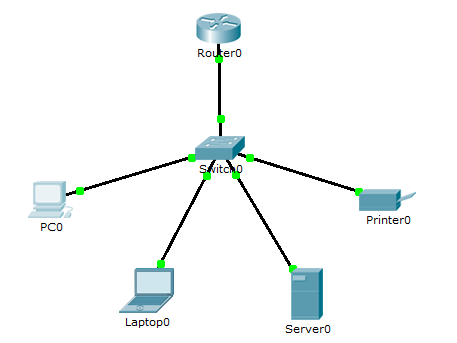 Router0
Switch0
PC0
Printer0
Laptop0
Server0